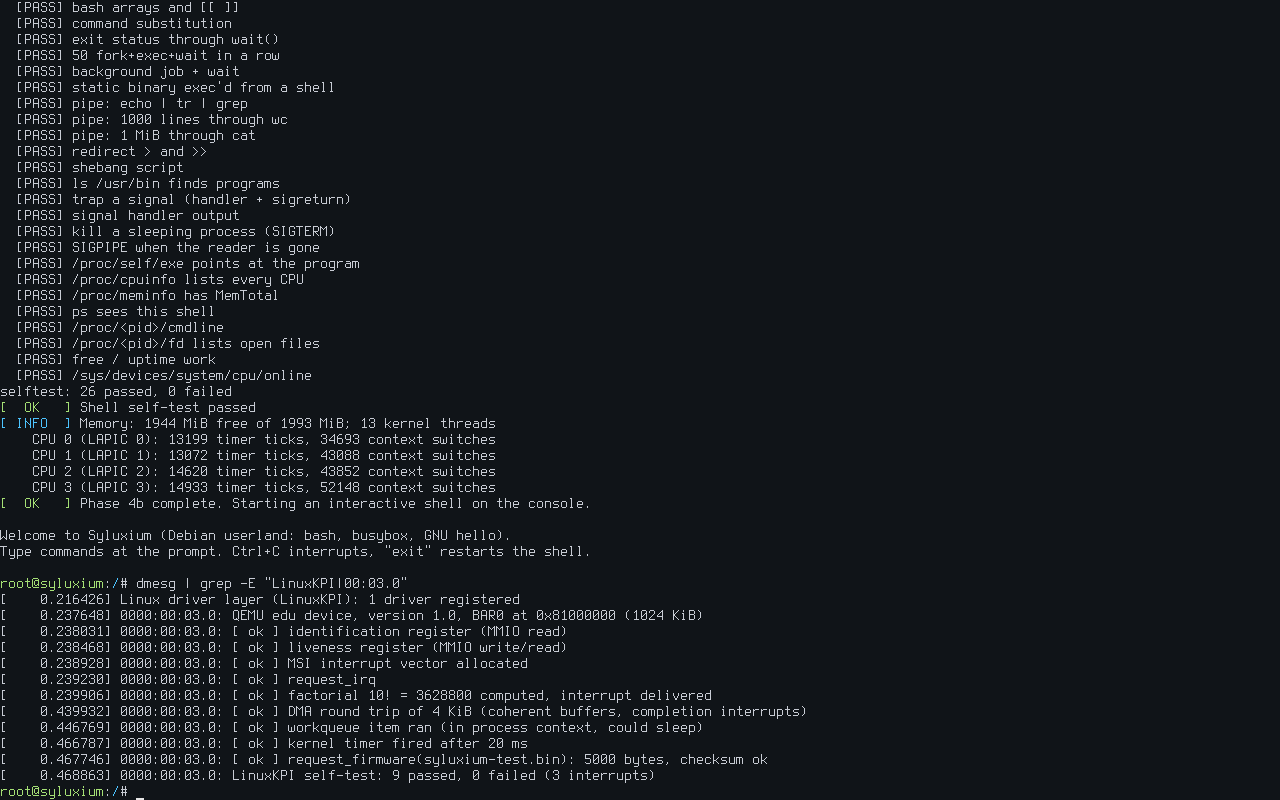 [PASS] bash arrays and [[ ]]
[PASS] command substitution
[PASS] exit status through wait()
[PASS] 50 fork+exec+wait in a row
[PASS] background job + wait
[PASS] static binary exec'd from a shell
[PASS] pipe: echo | tr | grep
[PASS] pipe: 1000 lines through wc
[PASS] pipe: 1 MiB through cat
[PASS] redirect > and >>
[PASS] shebang script
[PASS] ls /usr/bin finds programs
[PASS] trap a signal (handler + sigreturn)
[PASS] signal handler output
[PASS] kill a sleeping process (SIGTERM)
[PASS] SIGPIPE when the reader is gone
[PASS] /proc/self/exe points at the program
[PASS] /proc/cpuinfo lists every CPU
[PASS] /proc/meminfo has MemTotal
[PASS] ps sees this shell
[PASS] /proc/<pid>/cmdline
[PASS] /proc/<pid>/fd lists open files
[PASS] free / uptime work
[PASS] /sys/devices/system/cpu/online
selftest: 26 passed, 0 failed
[  OK   ] Shell self-test passed
[ INFO  ] Memory: 1944 MiB free of 1993 MiB; 13 kernel threads
CPU 0 (LAPIC 0): 13199 timer ticks, 34693 context switches
CPU 1 (LAPIC 1): 13072 timer ticks, 43088 context switches
CPU 2 (LAPIC 2): 14620 timer ticks, 43852 context switches
CPU 3 (LAPIC 3): 14933 timer ticks, 52148 context switches
[  OK   ] Phase 4b complete. Starting an interactive shell on the console.
Welcome to Syluxium (Debian userland: bash, busybox, GNU hello).
Type commands at the prompt. Ctrl+C interrupts, "exit" restarts the shell.
root@syluxium:/# dmesg | grep -E "LinuxKPI|00:03.0"
[    0.216426] Linux driver layer (LinuxKPI): 1 driver registered
[    0.237648] 0000:00:03.0: QEMU edu device, version 1.0, BAR0 at 0x81000000 (1024 KiB)
[    0.238031] 0000:00:03.0: [ ok ] identification register (MMIO read)
[    0.238468] 0000:00:03.0: [ ok ] liveness register (MMIO write/read)
[    0.238928] 0000:00:03.0: [ ok ] MSI interrupt vector allocated
[    0.239230] 0000:00:03.0: [ ok ] request_irq
[    0.239906] 0000:00:03.0: [ ok ] factorial 10! = 3628800 computed, interrupt delivered
[    0.439932] 0000:00:03.0: [ ok ] DMA round trip of 4 KiB (coherent buffers, completion interrupts)
[    0.446769] 0000:00:03.0: [ ok ] workqueue item ran (in process context, could sleep)
[    0.466787] 0000:00:03.0: [ ok ] kernel timer fired after 20 ms
[    0.467746] 0000:00:03.0: [ ok ] request_firmware(syluxium-test.bin): 5000 bytes, checksum ok
[    0.468863] 0000:00:03.0: LinuxKPI self-test: 9 passed, 0 failed (3 interrupts)
root@syluxium:/#